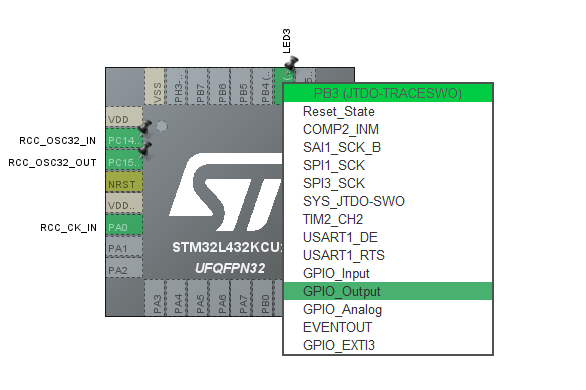 LED3
VSS
PH3-..
PB7
PB6
PB5
PB4 (..
VDD
RCC_OSC32_IN
PC14..
RCC_OSC32_OUT
PC15..
NRST
VDD..
RCC_CK_IN
PA0
PA1
PA2
STM32L432KCU
UFQFPN32
PA3
PA4
PA5
PA6
PA7
PB0
PB3 (JTDO-TRACESWO)
Reset_State
COMP2_INM
SAI1_SCK_B
SPI1_SCK
SPI3_SCK
SYS_JTDO-SWO
TIM2_CH2
USART1_DE
USART1_RTS
GPIO_Input
GPIO_Output
GPIO_Analog
EVENTOUT
GPIO_EXTI3